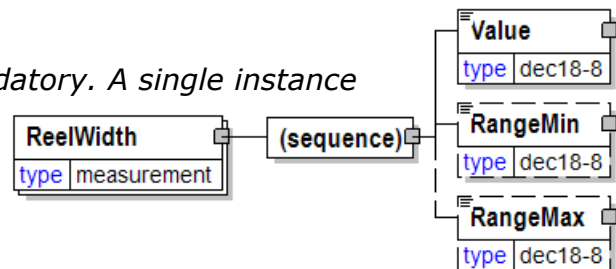 Value
type dec18-8
datory. A single instance
RangeMin
type dec18-8
ReelWidth
type measurement
(sequence)
RangeMax
type dec18-8